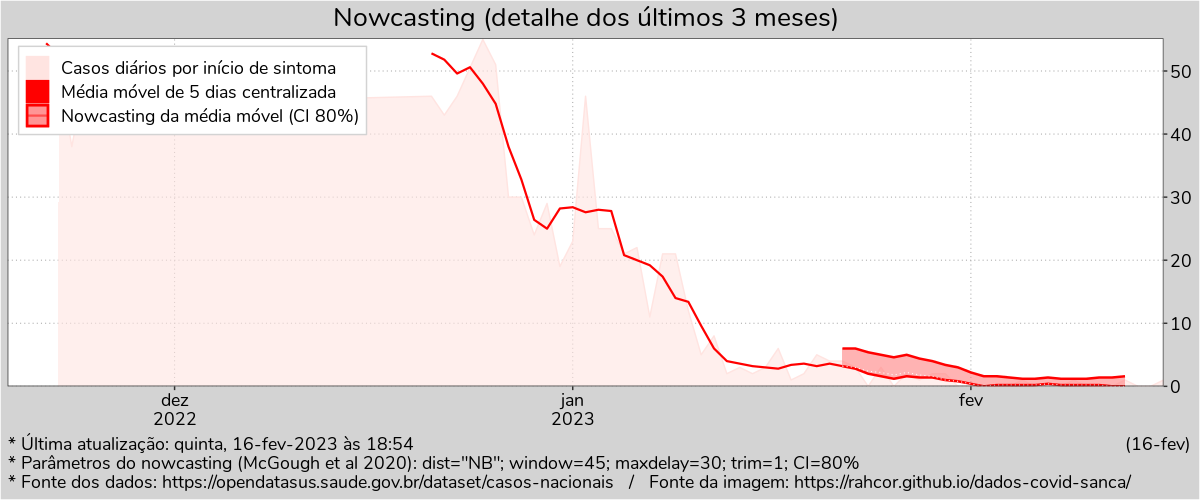 Nowcasting (detalhe dos últimos 3 meses)
Casos diários por início de sintoma
Média móvel de 5 dias centralizada
Nowcasting da média móvel (CI 80%)
50
40
30
20
10
0
dez
2022
jan
2023
fev
* Última atualização: quinta, 16-fev-2023 às 18:54
(16-fev)
* Parâmetros do nowcasting (McGough et al 2020): dist="NB"; window=45; maxdelay=30; trim=1; CI=80%
* Fonte dos dados: https://opendatasus.saude.gov.br/dataset/casos-nacionais / Fonte da imagem: https://rahcor.github.io/dados-covid-sanca/